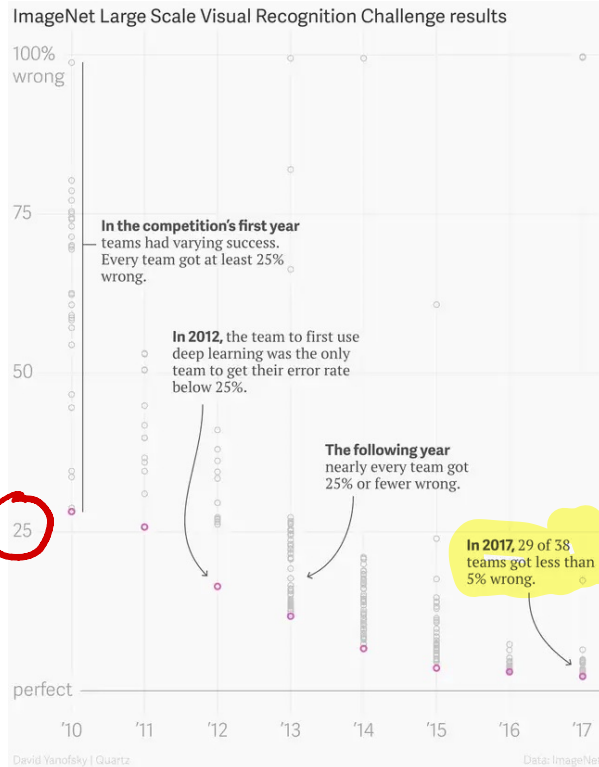 ImageNet Large Scale Visual Recognition Challenge results
100%
wrong
75
In the competition's first year
teams had varying success.
Every team got at least 25%
wrong.
In 2012, the team to first use
deep learning was the only
team to get their error rate
below 25%.
50
The following year
nearly every team got
25% or fewer wrong.
25
In 2017, 29 of 38
teams got less than
5% wrong.
perfect
'10 '11 '12 '13 '14 '15 '16 '17
David Yanofsky | Quartz Data: ImageNet